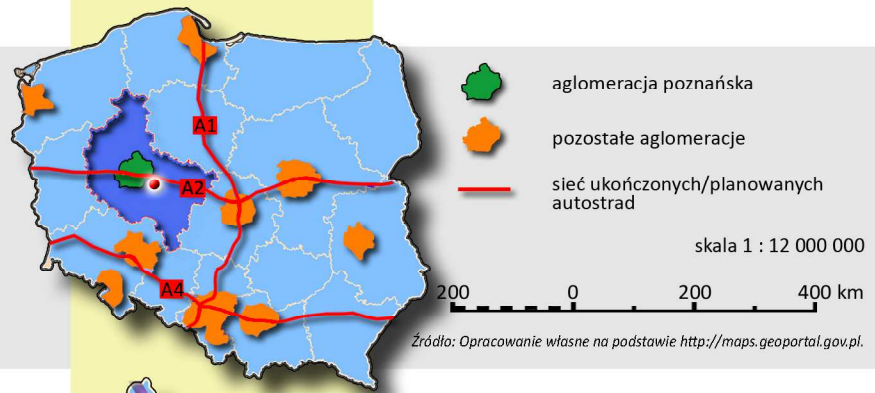 A1
A2
A4
aglomeracja poznańska
pozostałe aglomeracje
sieć ukończonych/planowanych
autostrad
skala 1 : 12 000 000
200 0 200 400 km
Źródło: Opracowanie własne na podstawie http://maps.geoportal.gov.pl.